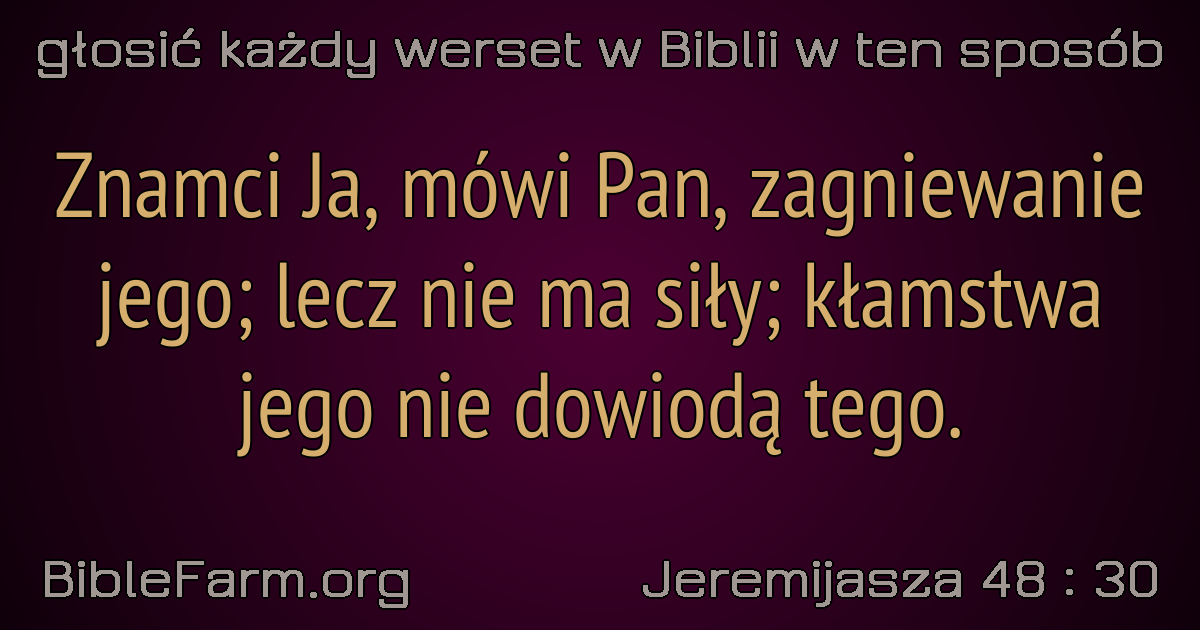 głosić każdy werset w Biblii w ten sposób
Znamci Ja, mówi Pan, zagniewanie
jego; lecz nie ma siły; kłamstwa
jego nie dowiodą tego.
BibleFarm.org
Jeremijasza 48 : 30